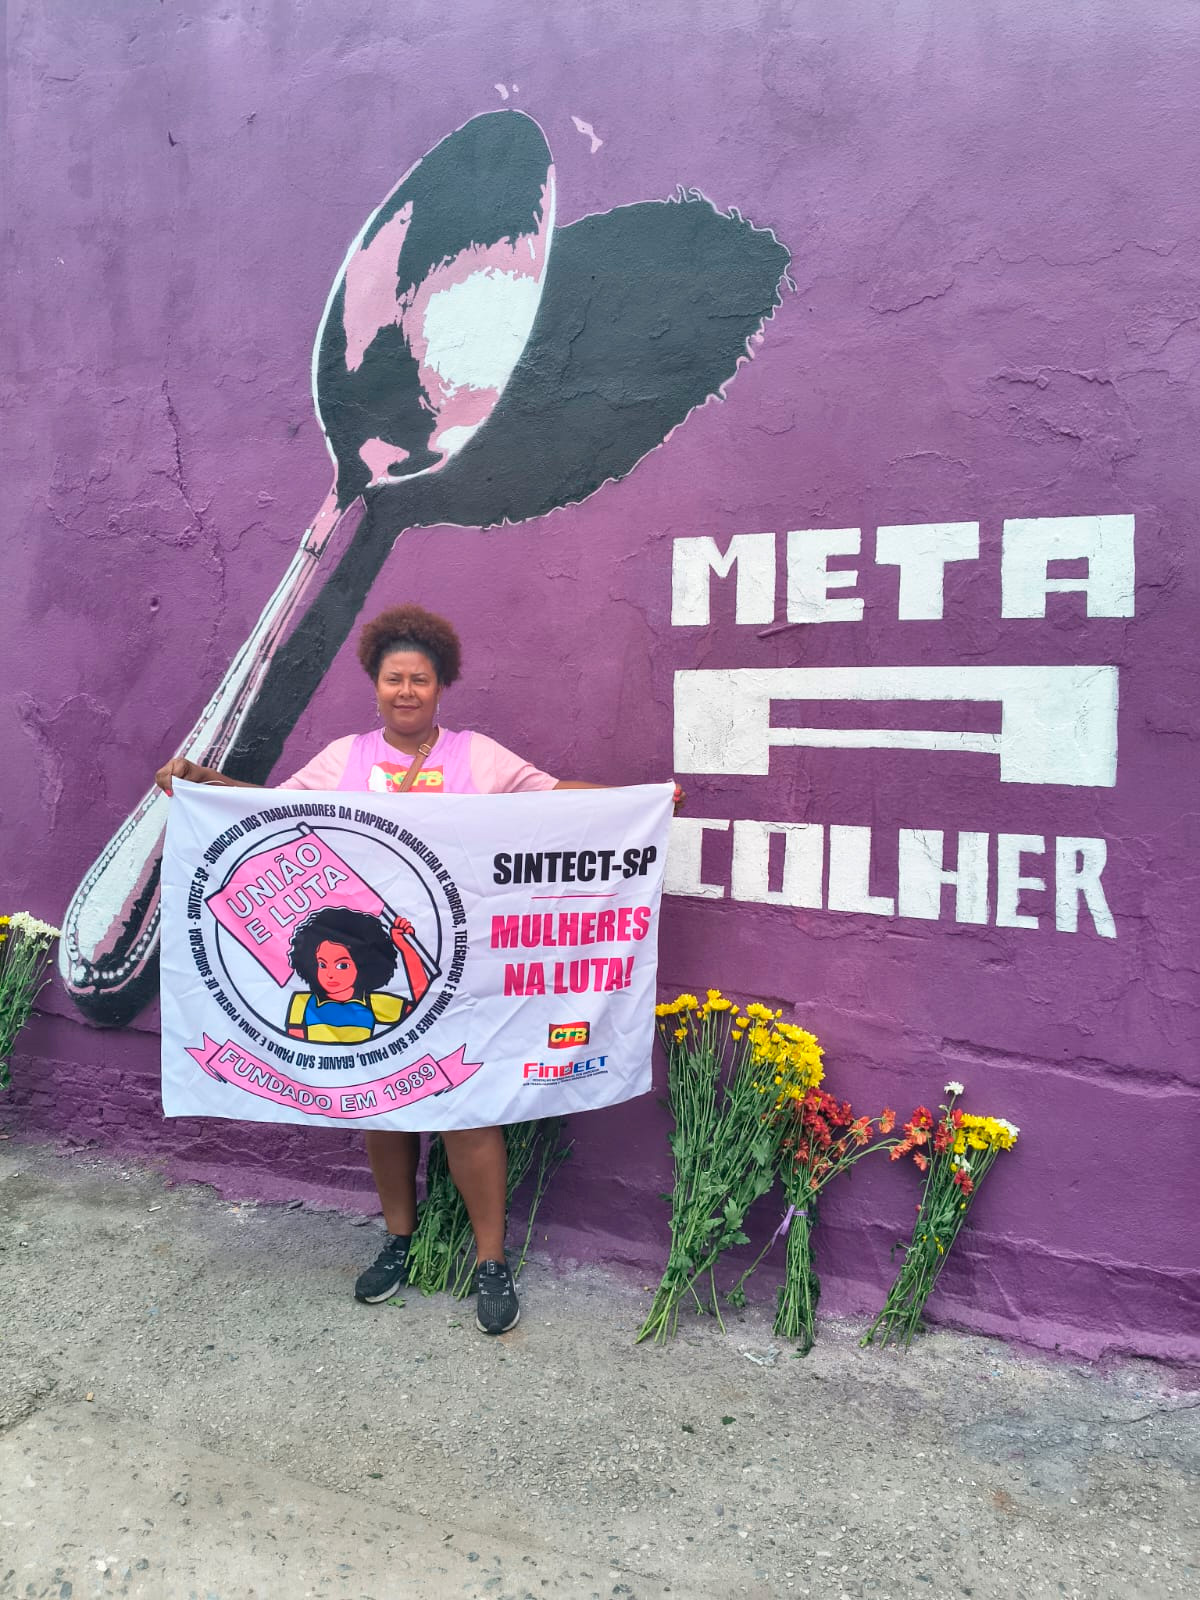 META
A
COLHER
SINTECT-SP - SINDICATO DOS TRABALHADORES DA EMPRESA BRASILEIRA DE CORREIOS, TELÉGRAFOS E SIMILARES DE SÃO PAULO, GRANDE SÃO PAULO E ZONA POSTAL DE SOROCABA -
UNIÃO
E LUTA
FUNDADO EM 1989
SINTECT-SP
MULHERES
NA LUTA!
CTB
FINDECT